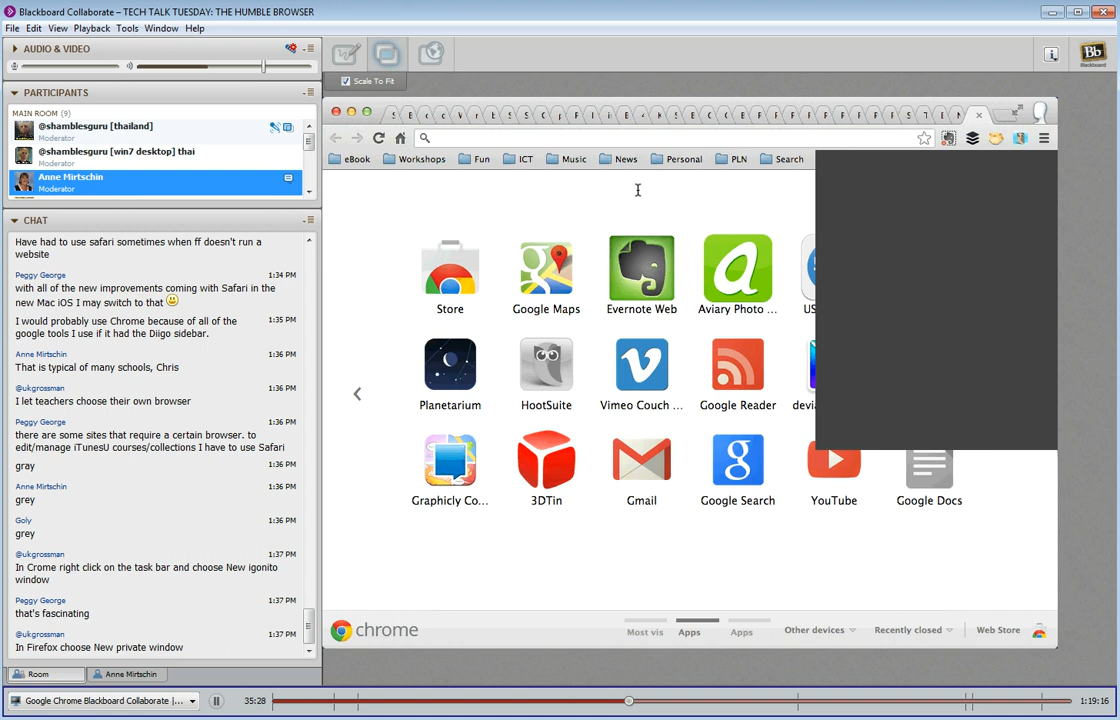 Blackboard Collaborate – TECH TALK TUESDAY: THE HUMBLE BROWSER
File Edit View Playback Tools Window Help
AUDIO & VIDEO
PARTICIPANTS
MAIN ROOM (9)
@shamblesguru [thailand]
Moderator
@shamblesguru [win7 desktop] thai
Moderator
Anne Mirtschin
Moderator
CHAT
Have had to use safari sometimes when ff doesn't run a
website
Peggy George 1:34 PM
with all of the new improvements coming with Safari in the
new Mac iOS I may switch to that
I would probably use Chrome because of all of the 1:35 PM
google tools I use if it had the Diigo sidebar.
Anne Mirtschin 1:36 PM
That is typical of many schools, Chris
@ukgrossman 1:36 PM
I let teachers choose their own browser
Peggy George 1:36 PM
there are some sites that require a certain browser. to
edit/manage iTunesU courses/collections I have to use Safari
gray 1:36 PM
Anne Mirtschin 1:36 PM
grey
Goly 1:36 PM
grey
@ukgrossman 1:37 PM
In Crome right click on the task bar and choose New igonito
window
Peggy George 1:37 PM
that's fascinating
@ukgrossman 1:37 PM
In Firefox choose New private window
Room Anne Mirtschin
Scale To Fit
Bb
Blackboard
eBook Workshops Fun ICT Music News Personal PLN Search
Store Google Maps Evernote Web Aviary Photo ... US
Planetarium HootSuite Vimeo Couch ... Google Reader devia
Graphicly Co... 3DTin Gmail Google Search YouTube Google Docs
chrome Most vis Apps Apps Other devices Recently closed Web Store
Google Chrome Blackboard Collaborate |... 35:28 1:19:16